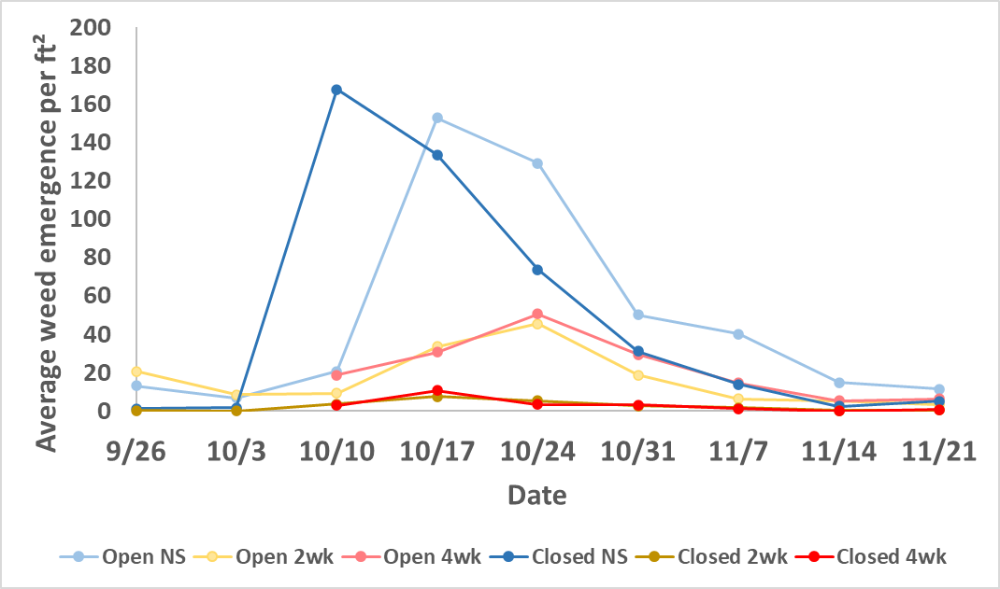 Average weed emergence per ft²
200
180
160
140
120
100
80
60
40
20
0
9/26 10/3 10/10 10/17 10/24 10/31 11/7 11/14 11/21
Date
Open NS Open 2wk Open 4wk Closed NS Closed 2wk Closed 4wk